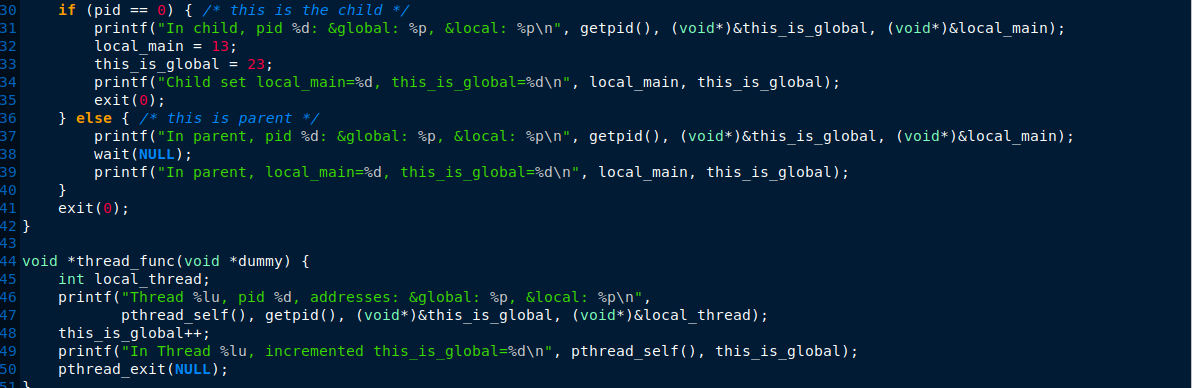 30     if (pid == 0) { /* this is the child */
31         printf("In child, pid %d: &global: %p, &local: %p\n", getpid(), (void*)&this_is_global, (void*)&local_main);
32         local_main = 13;
33         this_is_global = 23;
34         printf("Child set local_main=%d, this_is_global=%d\n", local_main, this_is_global);
35         exit(0);
36     } else { /* this is parent */
37         printf("In parent, pid %d: &global: %p, &local: %p\n", getpid(), (void*)&this_is_global, (void*)&local_main);
38         wait(NULL);
39         printf("In parent, local_main=%d, this_is_global=%d\n", local_main, this_is_global);
40     }
41     exit(0);
42 }
43
44 void *thread_func(void *dummy) {
45     int local_thread;
46     printf("Thread %lu, pid %d, addresses: &global: %p, &local: %p\n",
47            pthread_self(), getpid(), (void*)&this_is_global, (void*)&local_thread);
48     this_is_global++;
49     printf("In Thread %lu, incremented this_is_global=%d\n", pthread_self(), this_is_global);
50     pthread_exit(NULL);
51 }